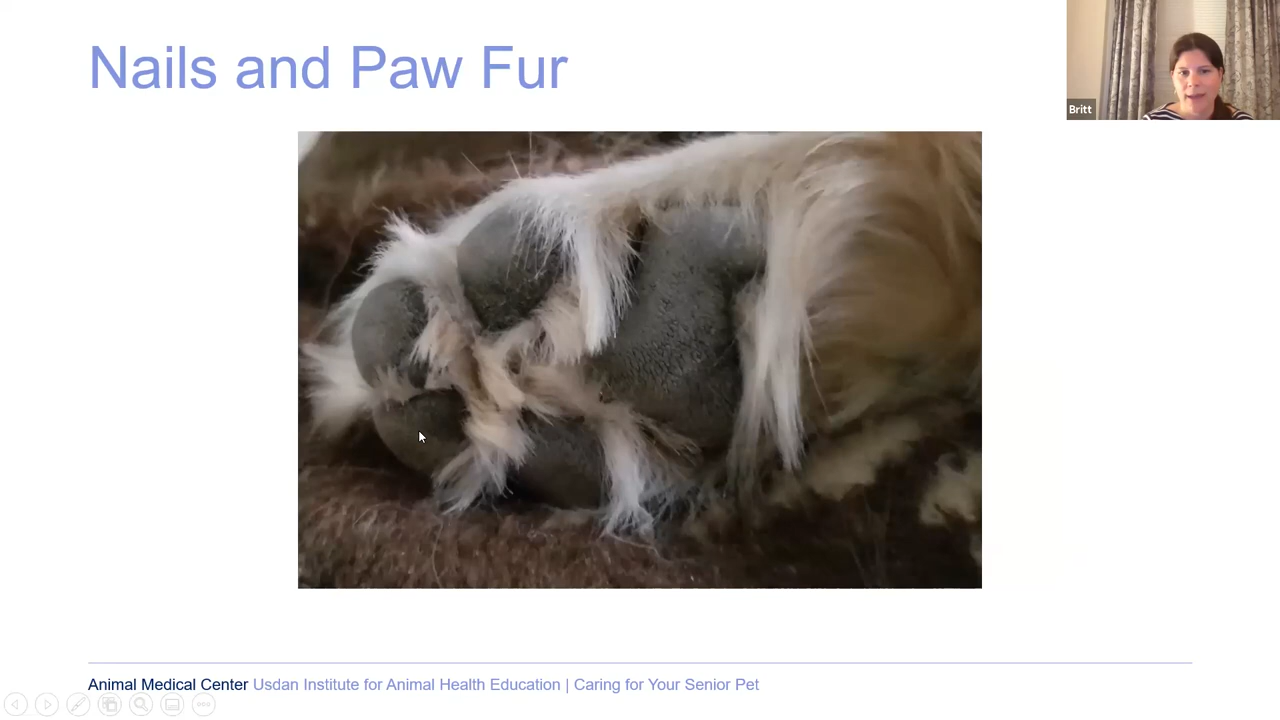 Nails and Paw Fur
Britt
Animal Medical Center Usdan Institute for Animal Health Education | Caring for Your Senior Pet